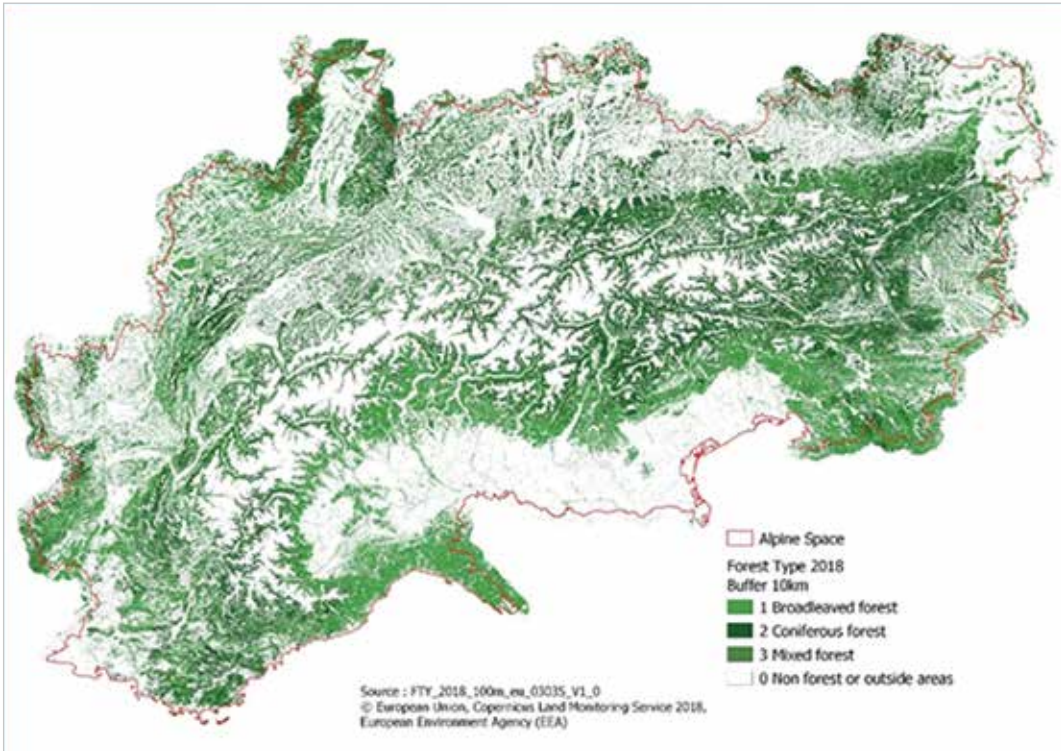 Alpine Space
Forest Type 2018
Buffer 10km
1 Broadleaved forest
2 Coniferous forest
3 Mixed forest
0 Non forest or outside areas
Source : FTY_2018_100m_eu_03035_V1_0
© European Union, Copernicus Land Monitoring Service 2018,
European Environment Agency (EEA)